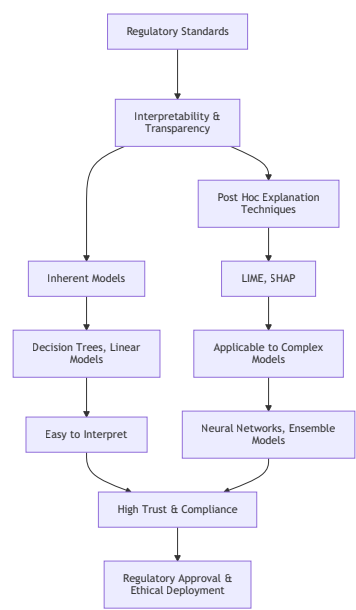 Regulatory Standards
Interpretability &
Transparency
Post Hoc Explanation
Techniques
Inherent Models
LIME, SHAP
Decision Trees, Linear
Models
Applicable to Complex
Models
Easy to Interpret
Neural Networks, Ensemble
Models
High Trust & Compliance
Regulatory Approval &
Ethical Deployment